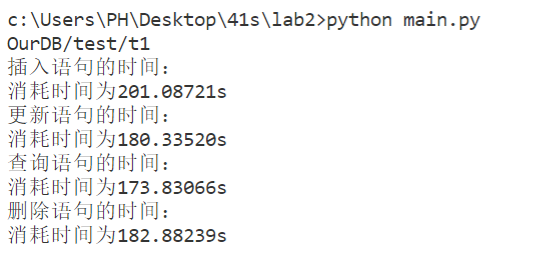 c:\Users\PH\Desktop\41s\lab2>python main.py
OurDB/test/t1
插入语句的时间:
消耗时间为201.08721s
更新语句的时间:
消耗时间为180.33520s
查询语句的时间:
消耗时间为173.83066s
删除语句的时间:
消耗时间为182.88239s